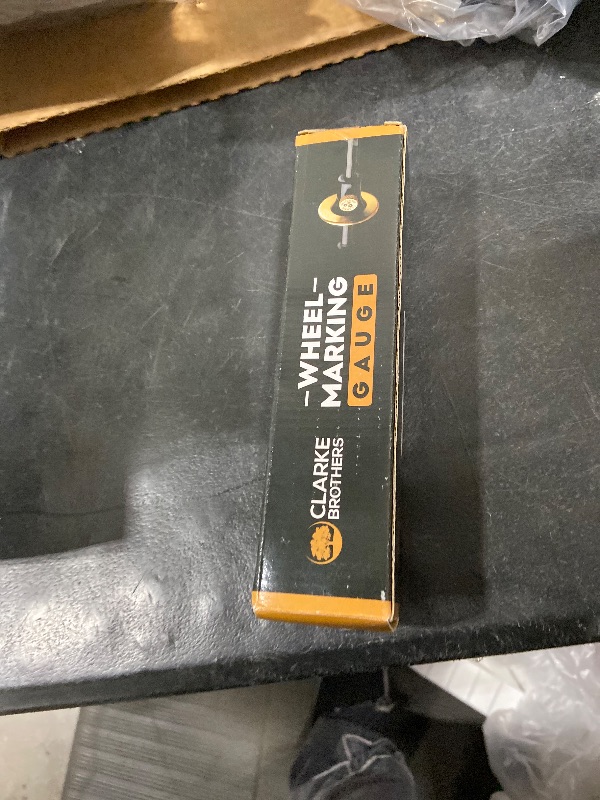 CLARKE
BROTHERS
-WHEEL-
MARKING
GAUGE